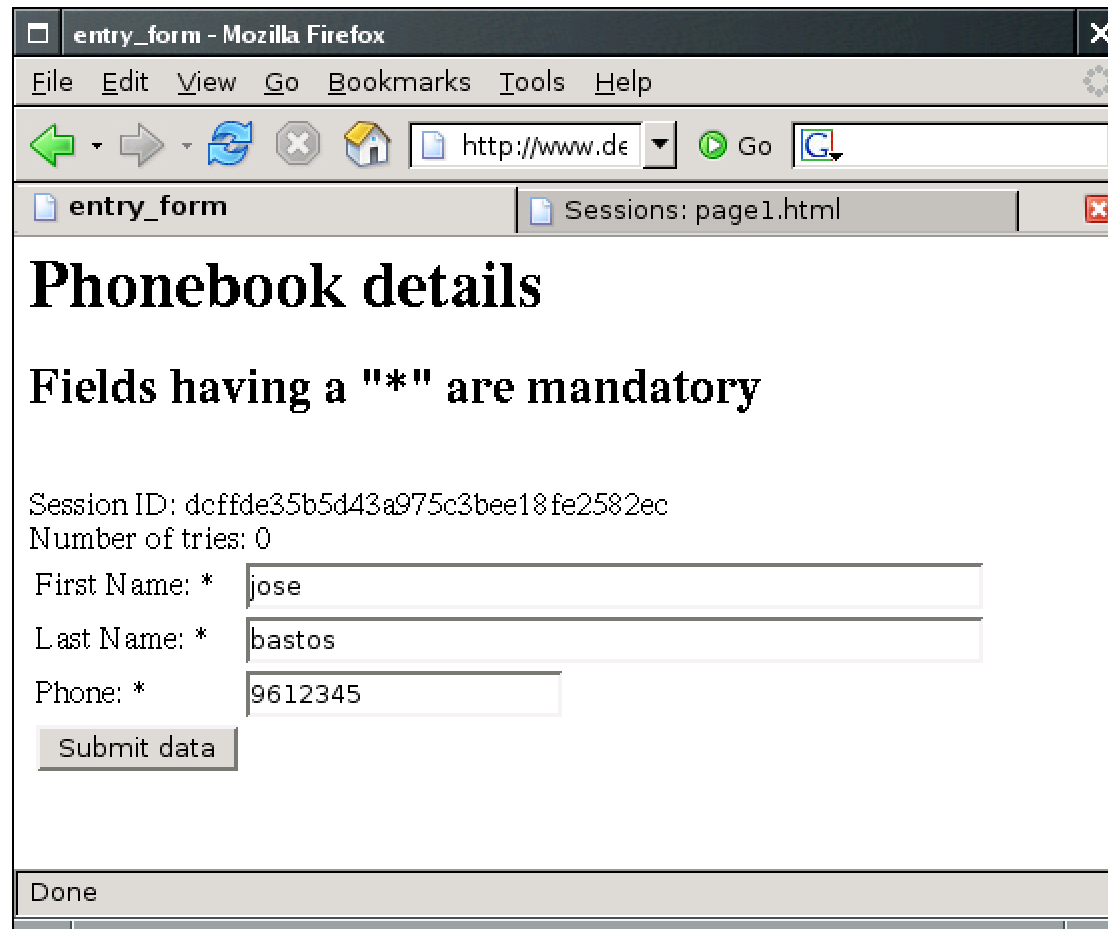 entry_form - Mozilla Firefox
File Edit View Go Bookmarks Tools Help
http://www.de Go G
entry_form Sessions: page1.html
Phonebook details
Fields having a "*" are mandatory
Session ID: dcffde35b5d43a975c3bee18fe2582ec
Number of tries: 0
First Name: * jose
Last Name: * bastos
Phone: * 9612345
Submit data
Done